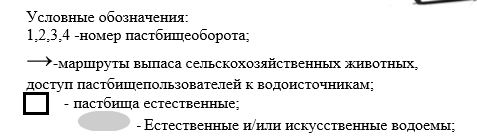 Условные обозначения:
1,2,3,4 -номер пастбищеоборота;
→-маршруты выпаса сельскохозяйственных животных,
доступ пастбищепользователей к водоисточникам;
- пастбища естественные;
- Естественные и/или искусственные водоемы;